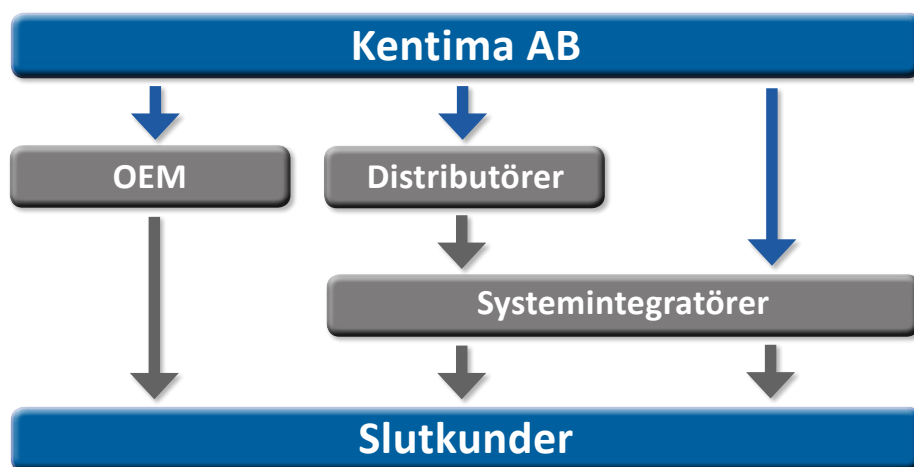 Kentima AB
OEM
Distributörer
Systemintegratörer
Slutkunder